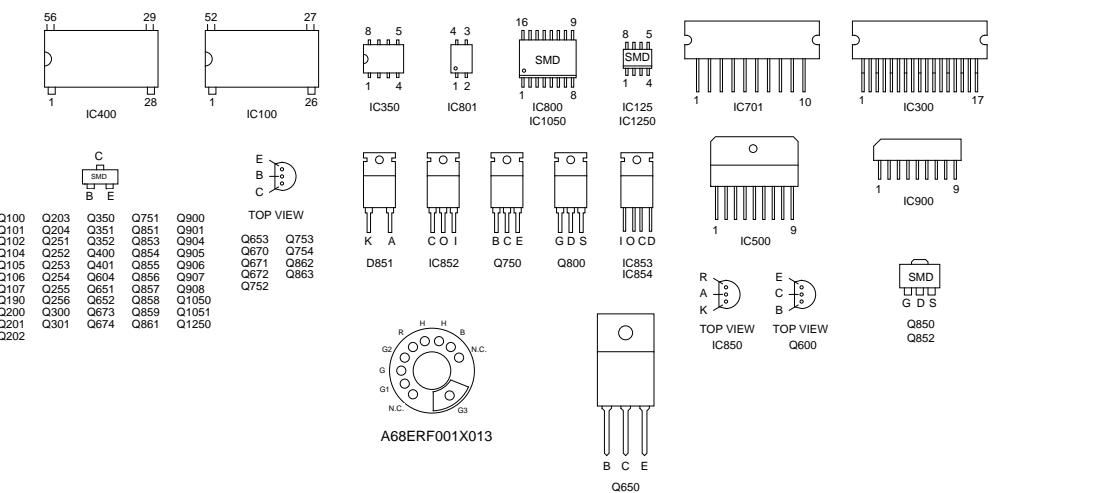 56 29
1 28
IC400
52 27
1 26
IC100
8 5
1 4
IC350
4 3
1 2
IC801
16 9
SMD
1 8
IC800
IC1050
8 5
SMD
1 4
IC125
IC1250
1 10
IC701
1 17
IC300
C
SMD
B E
Q100 Q203 Q350 Q751 Q900
Q101 Q204 Q351 Q851 Q901
Q102 Q251 Q352 Q853 Q904
Q104 Q252 Q400 Q854 Q905
Q105 Q253 Q401 Q855 Q906
Q106 Q254 Q604 Q856 Q907
Q107 Q255 Q651 Q857 Q908
Q190 Q256 Q652 Q858 Q1050
Q200 Q300 Q673 Q859 Q1051
Q201 Q301 Q674 Q861 Q1250
Q202
E
B
C
TOP VIEW
Q653 Q753
Q670 Q754
Q671 Q862
Q672 Q863
Q752
K A
D851
C O I
IC852
B C E
Q750
G D S
Q800
I O C D
IC853
IC854
1 9
IC500
1 9
IC900
R
A
K
TOP VIEW
IC850
E
C
B
TOP VIEW
Q600
SMD
G D S
Q850
Q852
H H
R B
G2 N.C.
G
G1
N.C. G3
A68ERF001X013
B C E
Q650